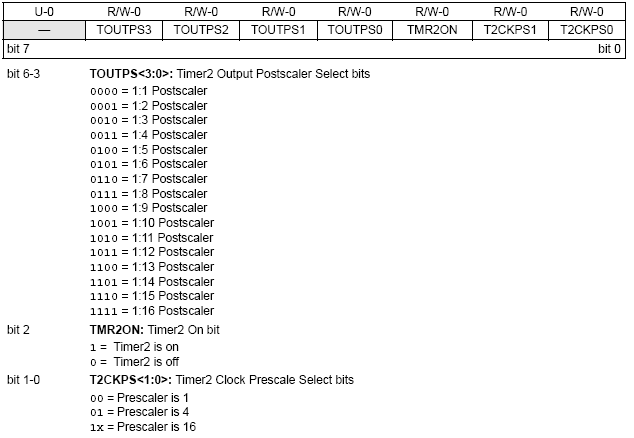 U-0 R/W-0 R/W-0 R/W-0 R/W-0 R/W-0 R/W-0 R/W-0
— TOUTPS3 TOUTPS2 TOUTPS1 TOUTPS0 TMR2ON T2CKPS1 T2CKPS0
bit 7 bit 0
bit 6-3 TOUTPS<3:0>: Timer2 Output Postscaler Select bits
0000 = 1:1 Postscaler
0001 = 1:2 Postscaler
0010 = 1:3 Postscaler
0011 = 1:4 Postscaler
0100 = 1:5 Postscaler
0101 = 1:6 Postscaler
0110 = 1:7 Postscaler
0111 = 1:8 Postscaler
1000 = 1:9 Postscaler
1001 = 1:10 Postscaler
1010 = 1:11 Postscaler
1011 = 1:12 Postscaler
1100 = 1:13 Postscaler
1101 = 1:14 Postscaler
1110 = 1:15 Postscaler
1111 = 1:16 Postscaler
bit 2 TMR2ON: Timer2 On bit
1 = Timer2 is on
0 = Timer2 is off
bit 1-0 T2CKPS<1:0>: Timer2 Clock Prescale Select bits
00 = Prescaler is 1
01 = Prescaler is 4
1x = Prescaler is 16